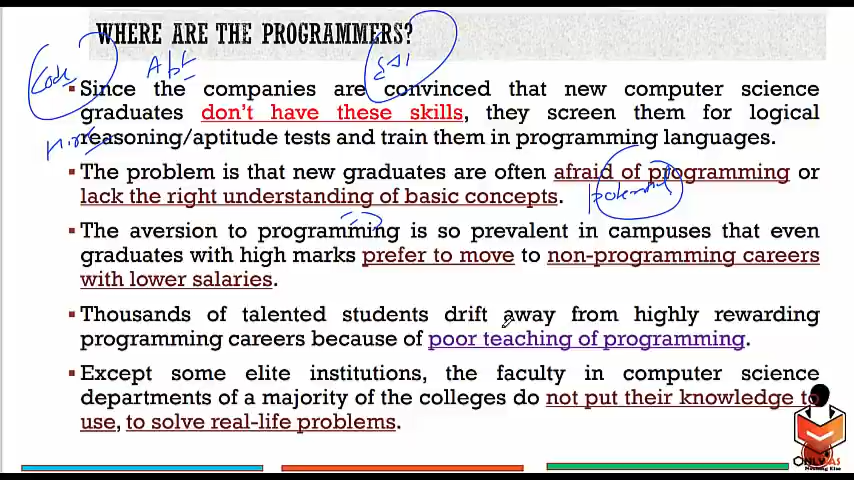 WHERE ARE THE PROGRAMMERS?
Code
Apt
▪ Since the companies are convinced that new computer science
graduates don't have these skills, they screen them for logical
reasoning/aptitude tests and train them in programming languages.
Hire
▪ The problem is that new graduates are often afraid of programming or
lack the right understanding of basic concepts.
potential
▪ The aversion to programming is so prevalent in campuses that even
graduates with high marks prefer to move to non-programming careers
with lower salaries.
▪ Thousands of talented students drift away from highly rewarding
programming careers because of poor teaching of programming.
▪ Except some elite institutions, the faculty in computer science
departments of a majority of the colleges do not put their knowledge to
use, to solve real-life problems.
ONLYIAS